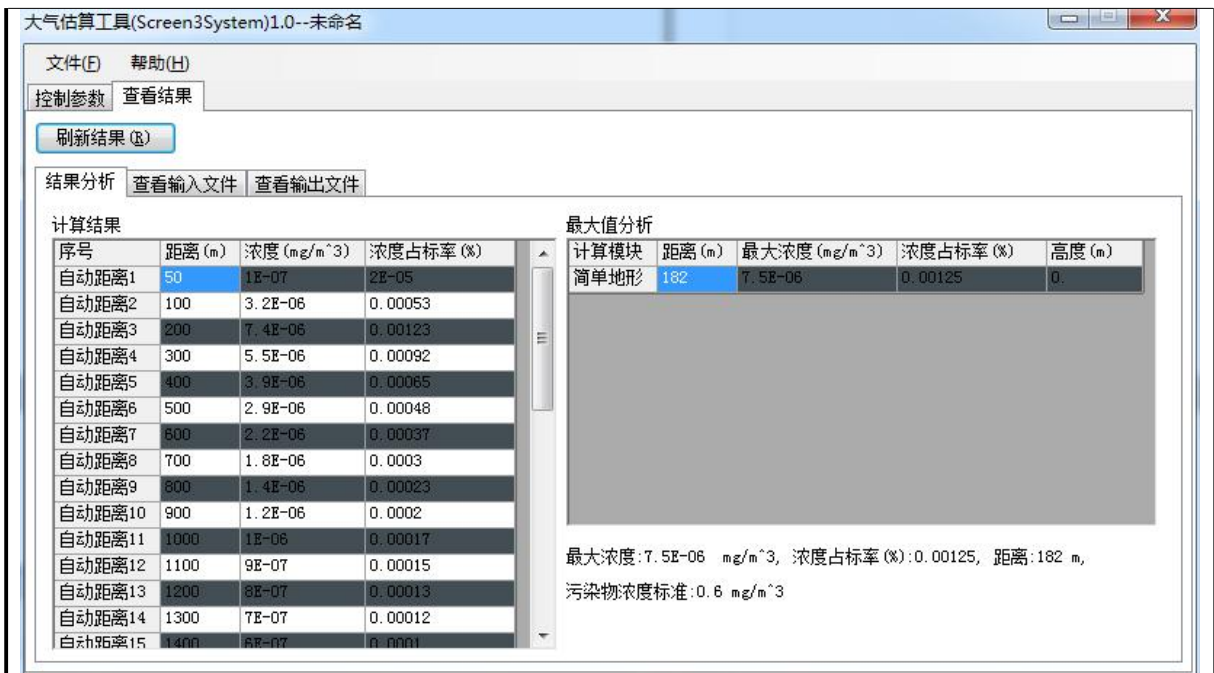 大气估算工具(Screen3System)1.0--未命名
文件(F) 帮助(H)
控制参数 查看结果
刷新结果(R)
结果分析 查看输入文件 查看输出文件
计算结果
序号 距离(m) 浓度(mg/m^3) 浓度占标率(%)
自动距离1 50 1E-07 2E-05
自动距离2 100 3.2E-06 0.00053
自动距离3 200 7.4E-06 0.00123
自动距离4 300 5.5E-06 0.00092
自动距离5 400 3.9E-06 0.00065
自动距离6 500 2.9E-06 0.00048
自动距离7 600 2.2E-06 0.00037
自动距离8 700 1.8E-06 0.0003
自动距离9 800 1.4E-06 0.00023
自动距离10 900 1.2E-06 0.0002
自动距离11 1000 1E-06 0.00017
自动距离12 1100 9E-07 0.00015
自动距离13 1200 8E-07 0.00013
自动距离14 1300 7E-07 0.00012
自动距离15 1400 6E-07 0.0001
最大值分析
计算模块 距离(m) 最大浓度(mg/m^3) 浓度占标率(%) 高度(m)
简单地形 182 7.5E-06 0.00125 0.
最大浓度:7.5E-06 mg/m^3, 浓度占标率(%):0.00125, 距离:182 m,
污染物浓度标准:0.6 mg/m^3